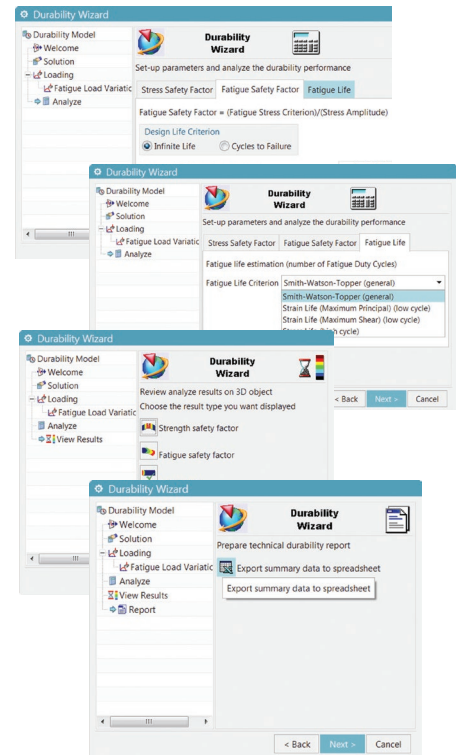 Durability Wizard
Durability Model
Welcome
Solution
Loading
Fatigue Load Variatic
Analyze
Durability
Wizard
Set-up parameters and analyze the durability performance
Stress Safety Factor Fatigue Safety Factor Fatigue Life
Fatigue Safety Factor = (Fatigue Stress Criterion)/(Stress Amplitude)
Design Life Criterion
Infinite Life Cycles to Failure
Durability Wizard
Durability Model
Welcome
Solution
Loading
Fatigue Load Variatic
Analyze
Durability
Wizard
Set-up parameters and analyze the durability performance
Stress Safety Factor Fatigue Safety Factor Fatigue Life
Fatigue life estimation (number of Fatigue Duty Cycles)
Fatigue Life Criterion Smith-Watson-Topper (general)
Smith-Watson-Topper (general)
Strain Life (Maximum Principal) (low cycle)
Strain Life (Maximum Shear) (low cycle)
cycle)
< Back Next > Cancel
Durability Wizard
Durability Model
Welcome
Solution
Loading
Fatigue Load Variatic
Analyze
View Results
Durability
Wizard
Review analyze results on 3D object
Choose the result type you want displayed
Strength safety factor
Fatigue safety factor
Durability Wizard
Durability Model
Welcome
Solution
Loading
Fatigue Load Variatic
Analyze
View Results
Report
Durability
Wizard
Prepare technical durability report
Export summary data to spreadsheet
Export summary data to spreadsheet
< Back Next > Cancel